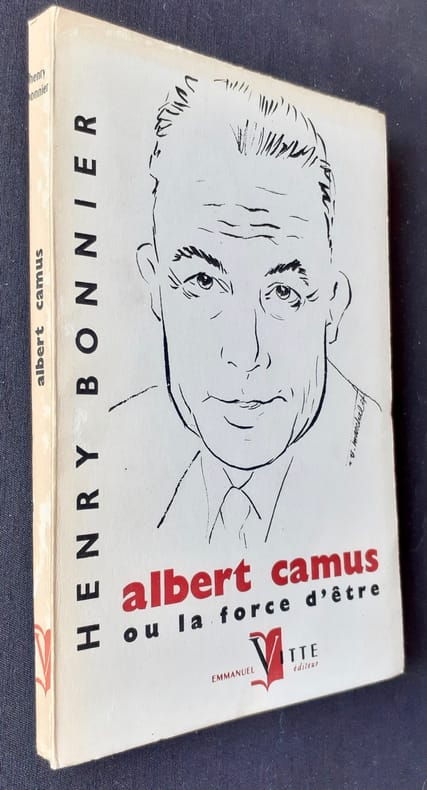 henry
bonnier
albert camus
HENRY BONNIER
albert camus
ou la force d'être
EMMANUEL VITTE
éditeur